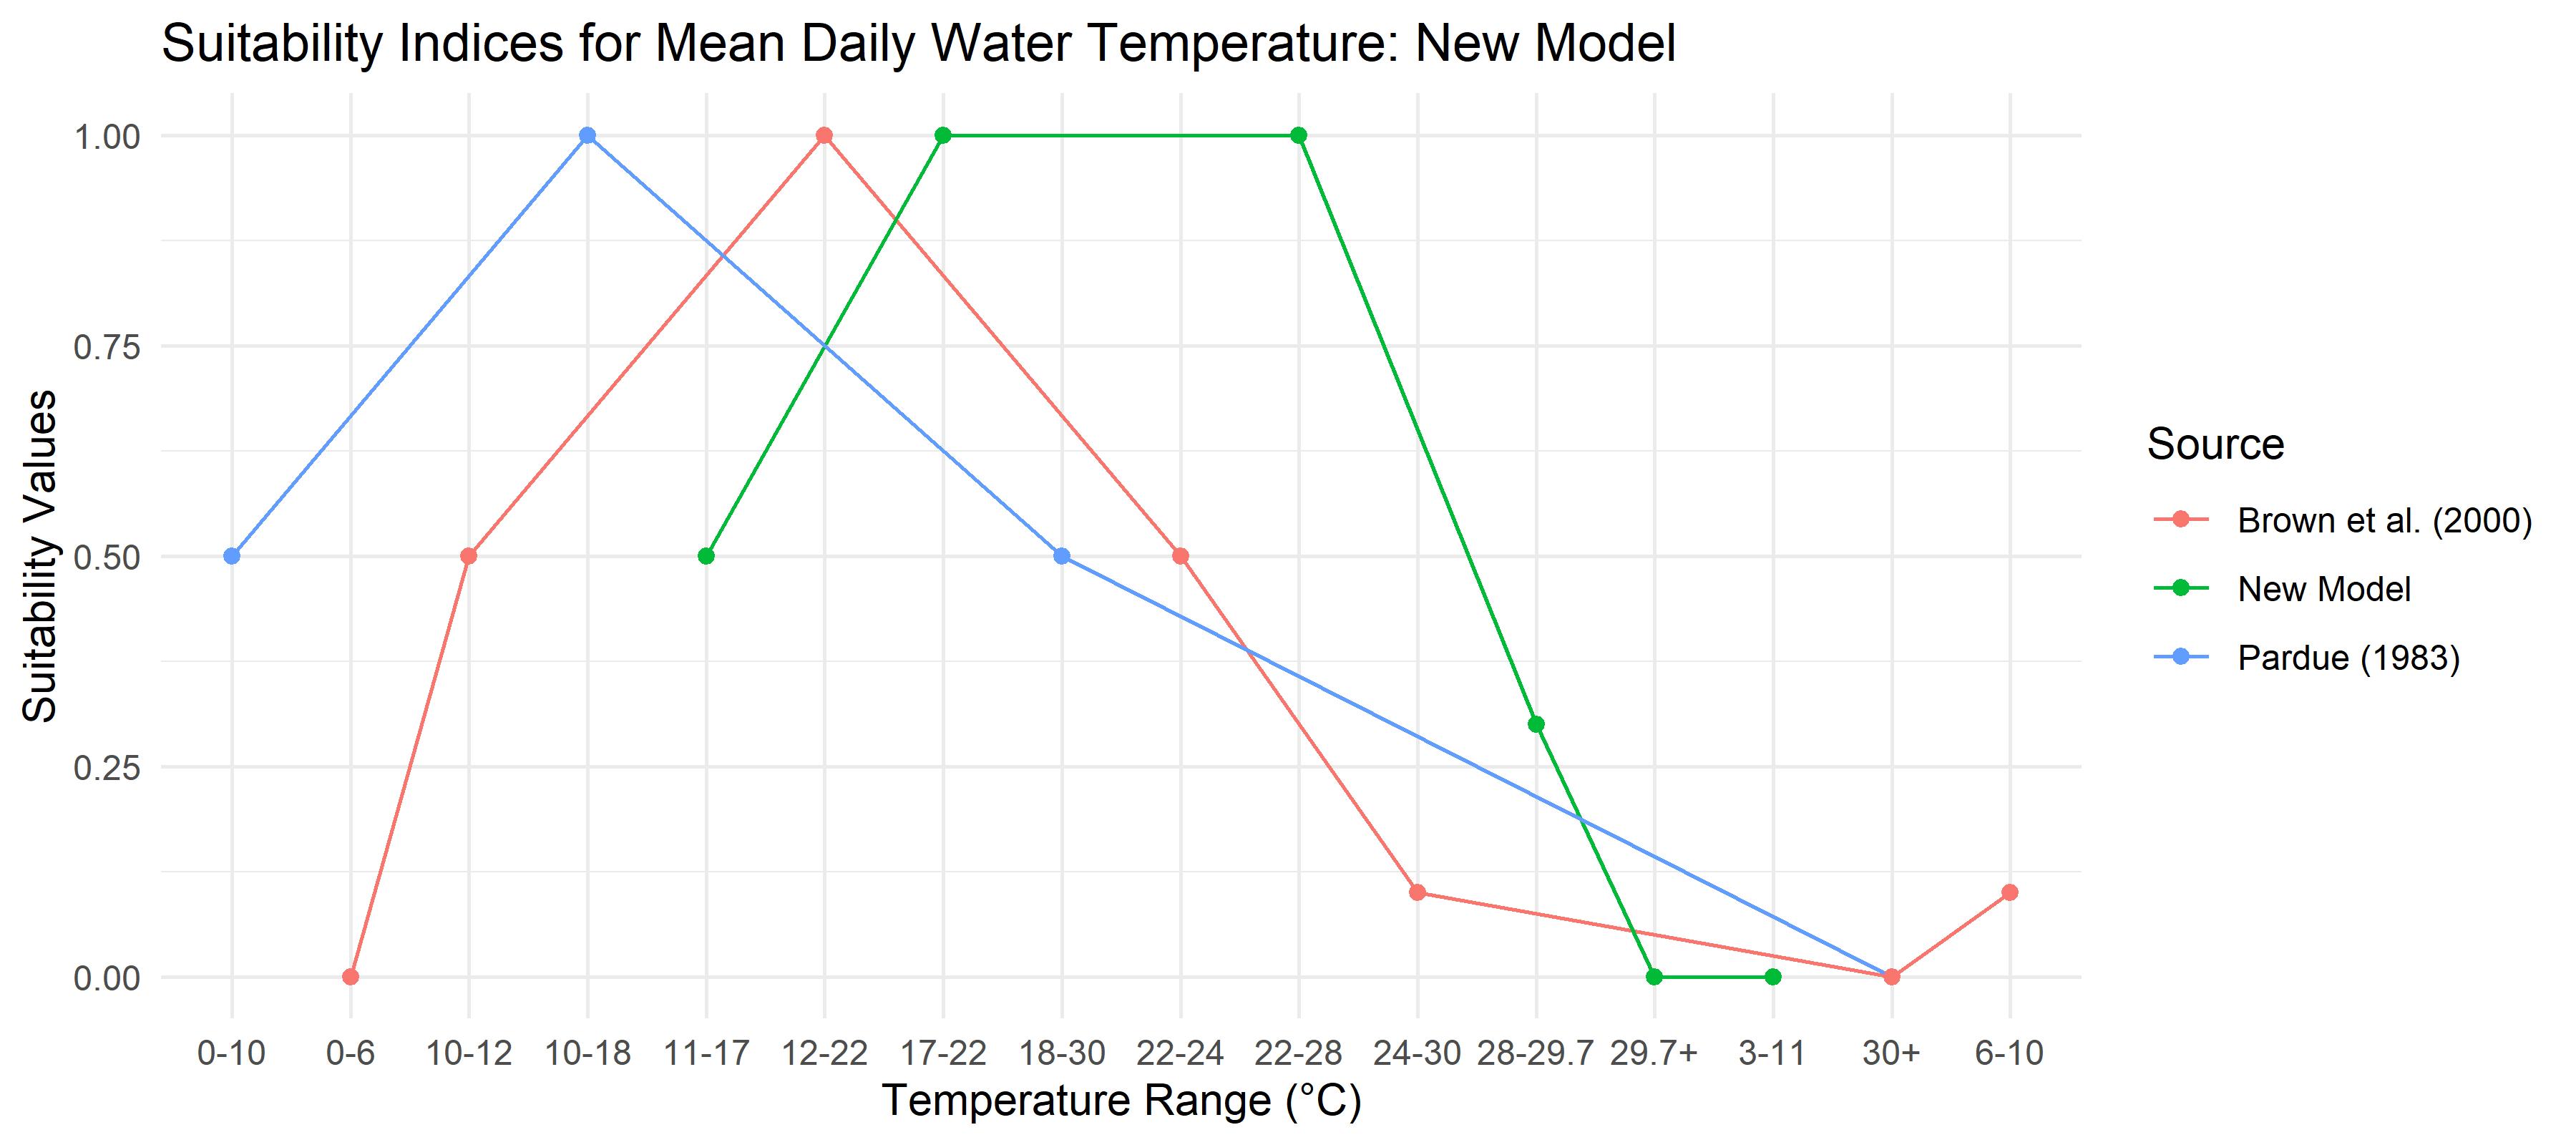 Suitability Indices for Mean Daily Water Temperature: New Model
1.00
0.75
0.50
0.25
0.00
Suitability Values
0-10 0-6 10-12 10-18 11-17 12-22 17-22 18-30 22-24 22-28 24-30 28-29.7 29.7+ 3-11 30+ 6-10
Temperature Range (°C)
Source
Brown et al. (2000)
New Model
Pardue (1983)